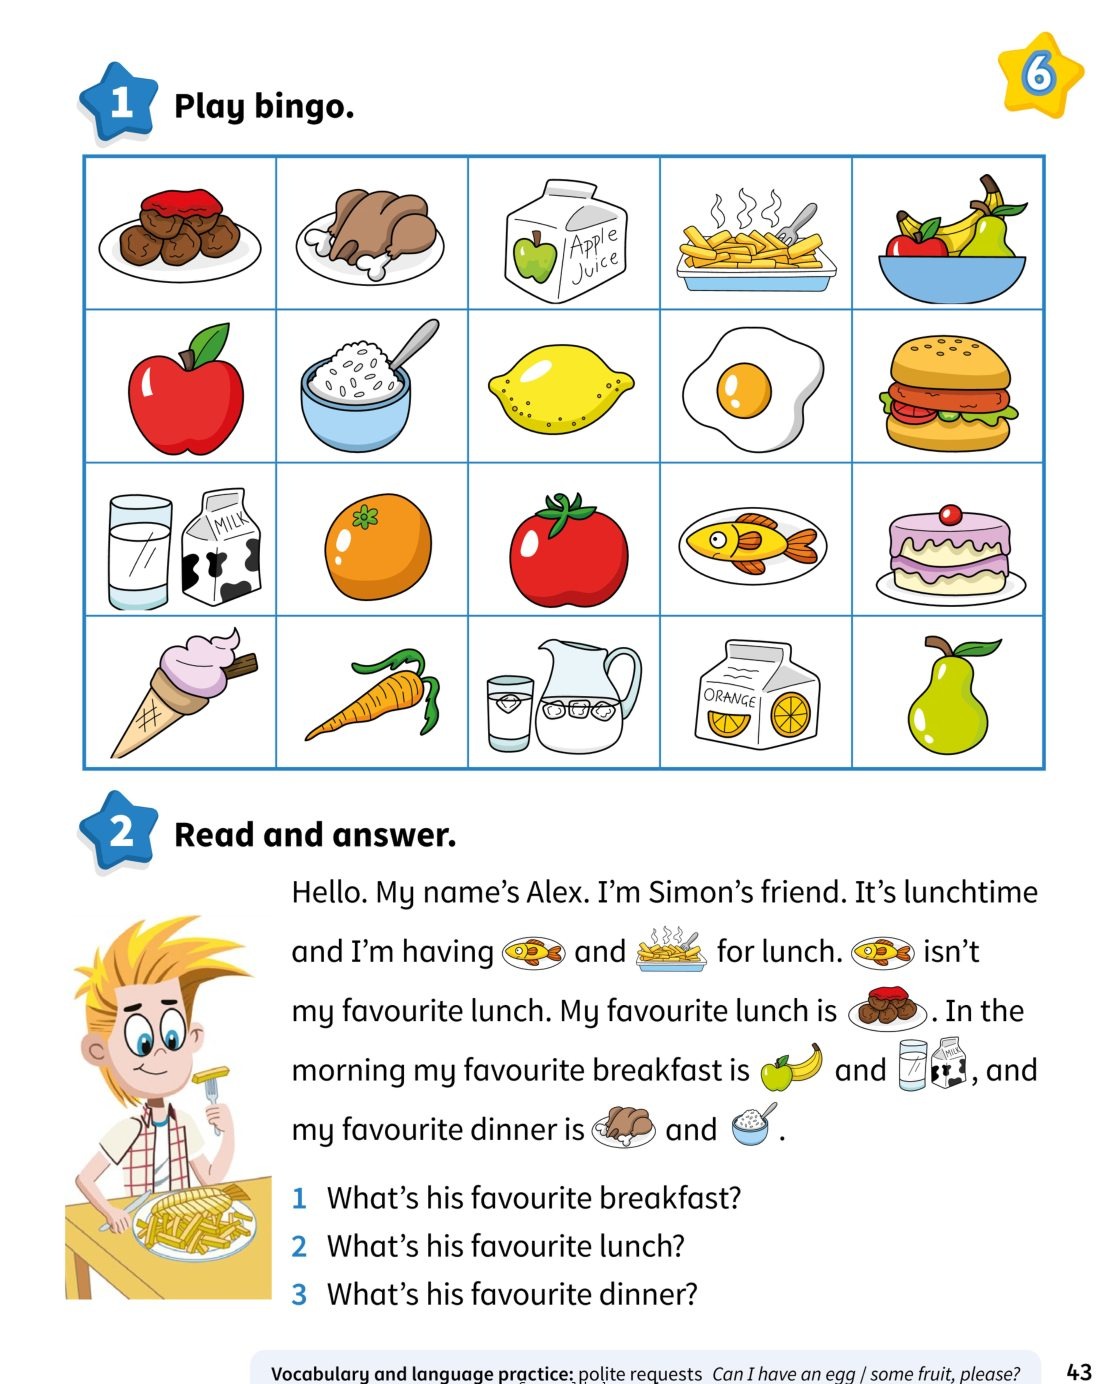 6
1 Play bingo.
Apple
Juice
MILK
ORANGE
2 Read and answer.
Hello. My name's Alex. I'm Simon's friend. It's lunchtime
and I'm having and for lunch. isn't
my favourite lunch. My favourite lunch is . In the
morning my favourite breakfast is and MILK , and
my favourite dinner is and .
1 What's his favourite breakfast?
2 What's his favourite lunch?
3 What's his favourite dinner?
Vocabulary and language practice: polite requests Can I have an egg / some fruit, please? 43